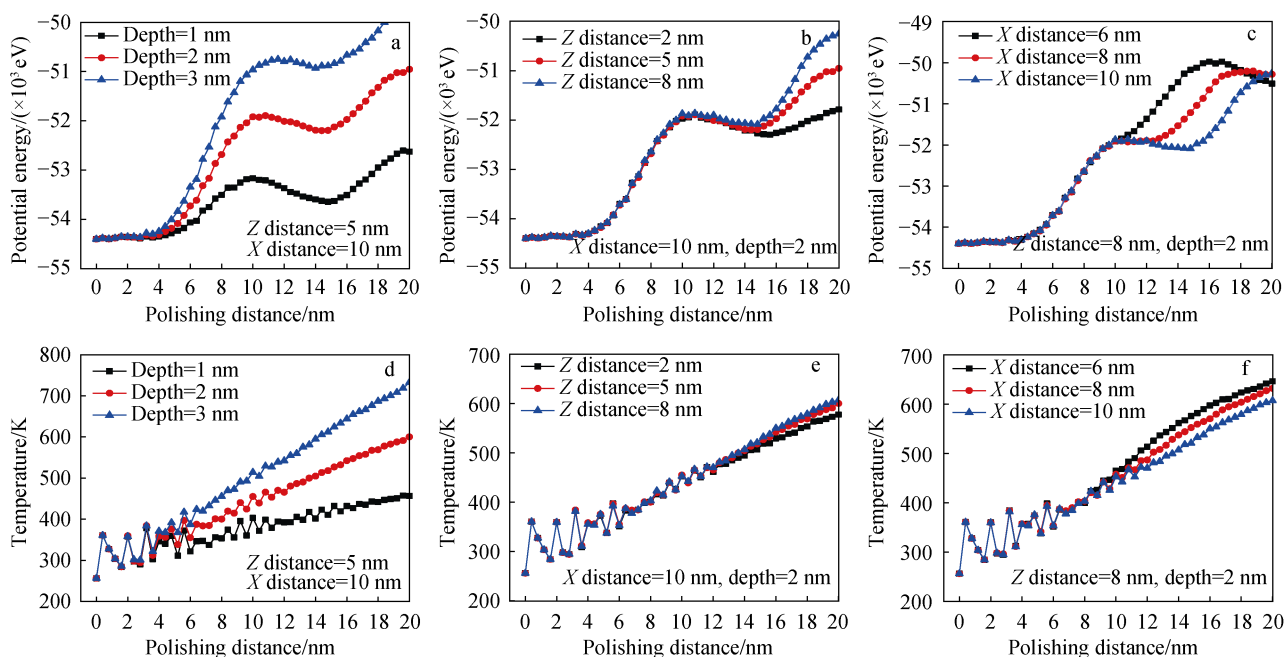 −50
−51
−52
−53
−54
−55
Potential energy/(×10³ eV)
Depth=1 nm
Depth=2 nm
Depth=3 nm
a
Z distance=5 nm
X distance=10 nm
0 2 4 6 8 10 12 14 16 18 20
Polishing distance/nm
−50
−51
−52
−53
−54
−55
Potential energy/(×0³ eV)
Z distance=2 nm
Z distance=5 nm
Z distance=8 nm
b
X distance=10 nm, depth=2 nm
0 2 4 6 8 10 12 14 16 18 20
Polishing distance/nm
−49
−50
−51
−52
−53
−54
−55
Potential energy/(×10³ eV)
X distance=6 nm
X distance=8 nm
X distance=10 nm
c
Z distance=8 nm, depth=2 nm
0 2 4 6 8 10 12 14 16 18 20
Polishing distance/nm
800
700
600
500
400
300
200
Temperature/K
Depth=1 nm
Depth=2 nm
Depth=3 nm
d
Z distance=5 nm
X distance=10 nm
0 2 4 6 8 10 12 14 16 18 20
Polishing distance/nm
700
600
500
400
300
200
Temperature/K
Z distance=2 nm
Z distance=5 nm
Z distance=8 nm
e
X distance=10 nm, depth=2 nm
0 2 4 6 8 10 12 14 16 18 20
Polishing distance/nm
700
600
500
400
300
200
Temperature/K
X distance=6 nm
X distance=8 nm
X distance=10 nm
f
Z distance=8 nm, depth=2 nm
0 2 4 6 8 10 12 14 16 18 20
Polishing distance/nm